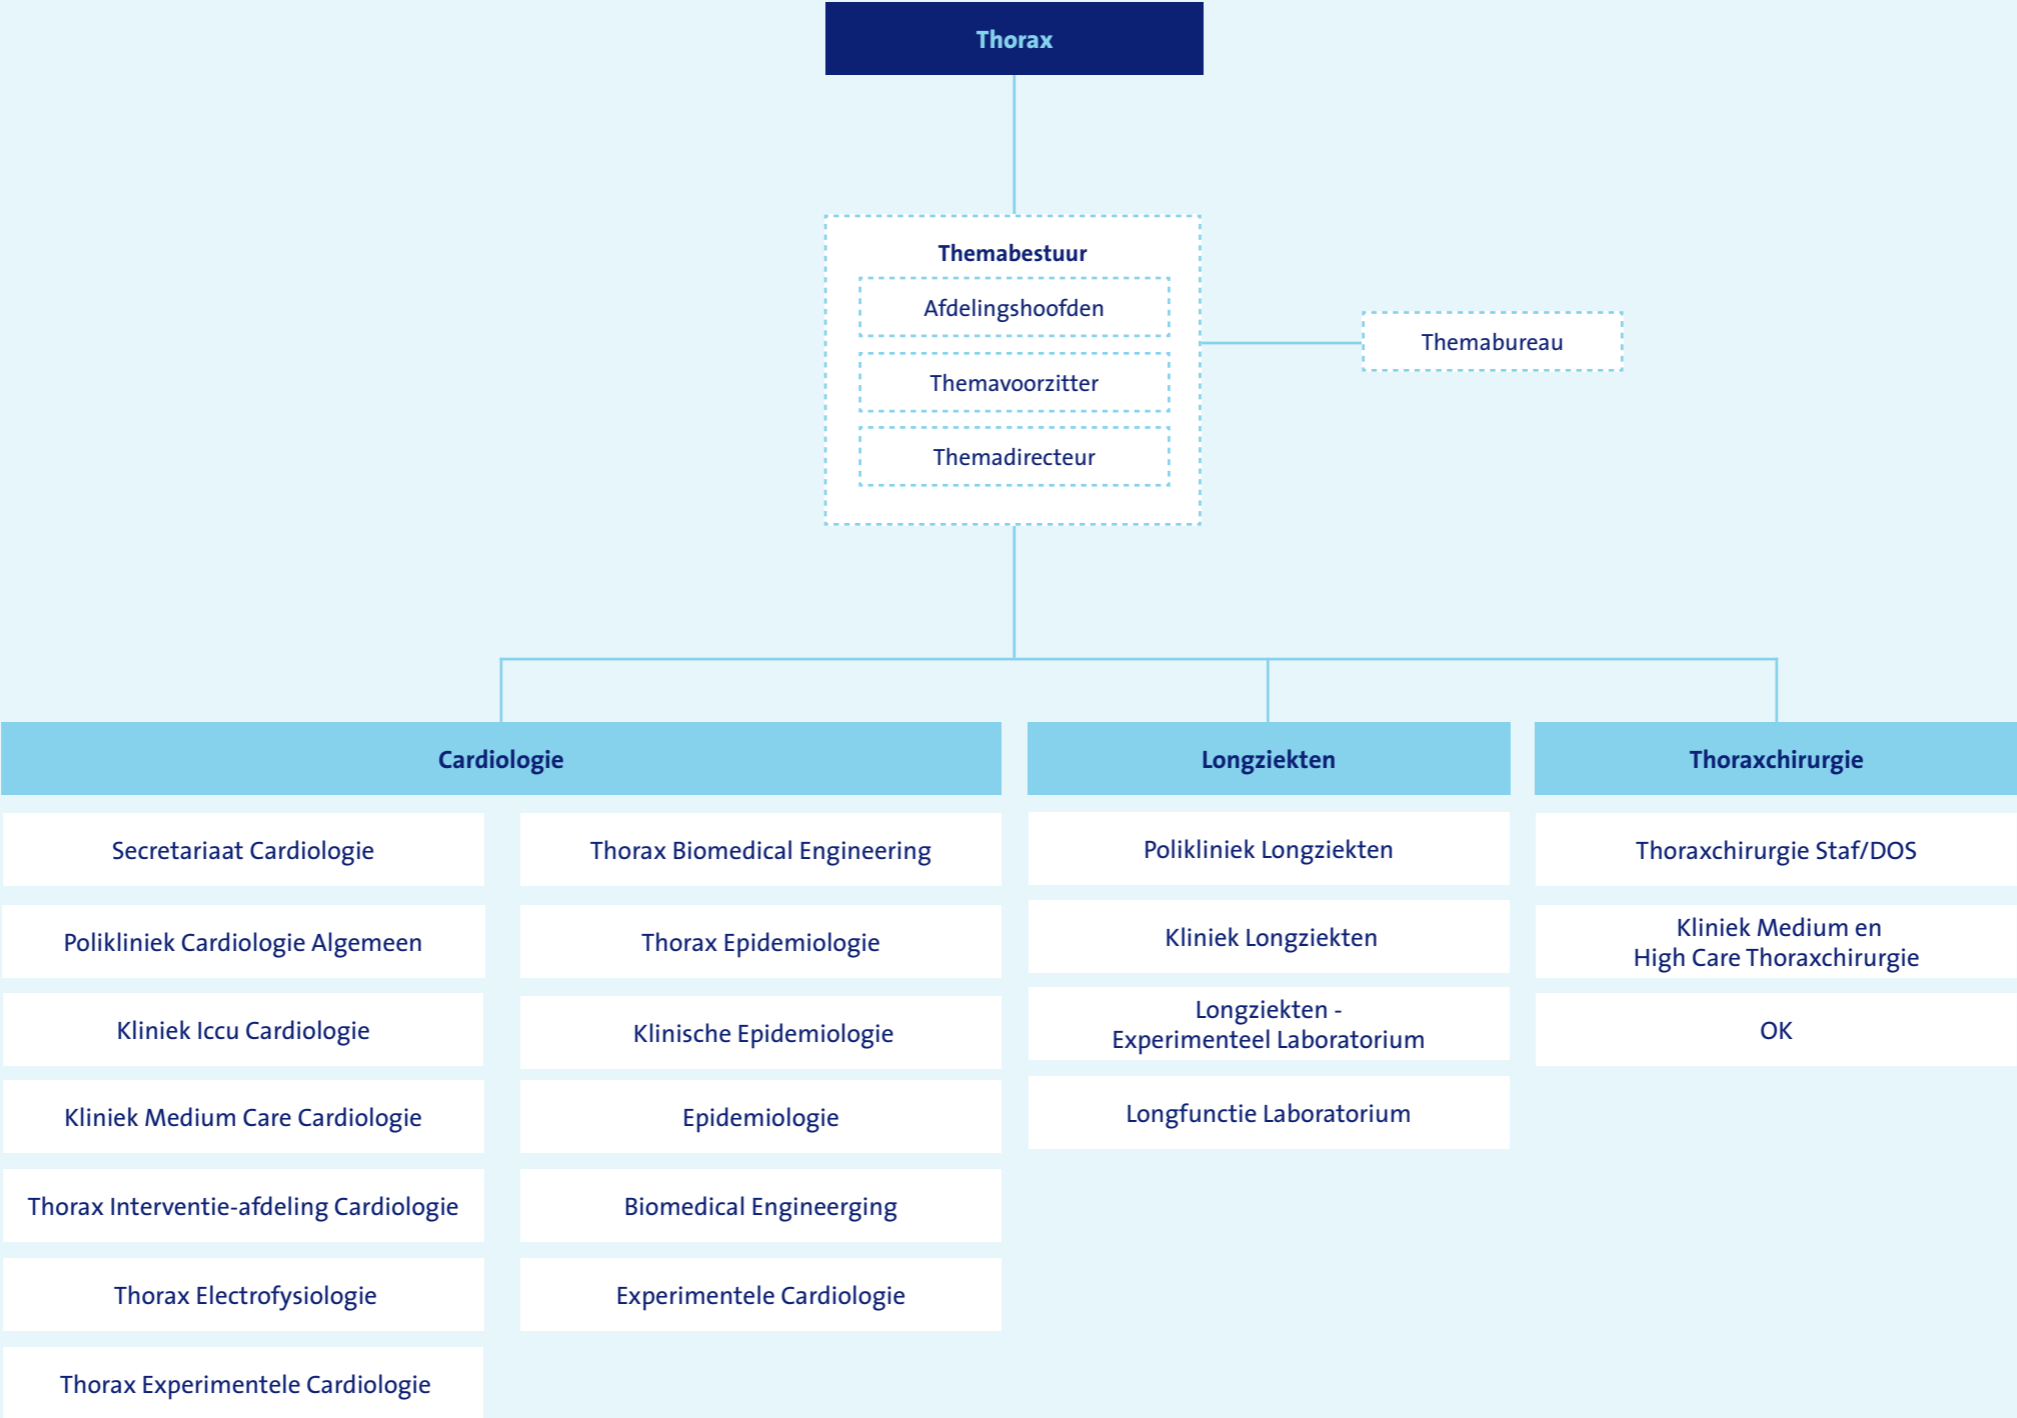 Thorax
Themabestuur
Afdelingshoofden
Themavoorzitter
Themadirecteur
Themabureau
Cardiologie
Secretariaat Cardiologie
Polikliniek Cardiologie Algemeen
Kliniek Iccu Cardiologie
Kliniek Medium Care Cardiologie
Thorax Interventie-afdeling Cardiologie
Thorax Electrofysiologie
Thorax Experimentele Cardiologie
Thorax Biomedical Engineering
Thorax Epidemiologie
Klinische Epidemiologie
Epidemiologie
Biomedical Engineerging
Experimentele Cardiologie
Longziekten
Polikliniek Longziekten
Kliniek Longziekten
Longziekten -
Experimenteel Laboratorium
Longfunctie Laboratorium
Thoraxchirurgie
Thoraxchirurgie Staf/DOS
Kliniek Medium en
High Care Thoraxchirurgie
OK